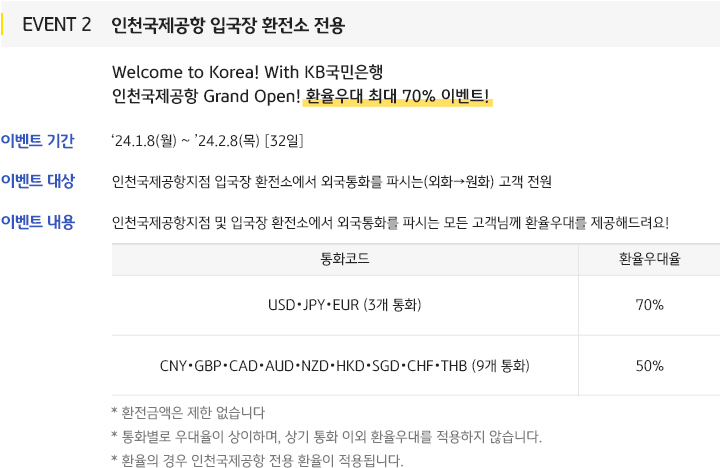 EVENT 2 인천국제공항 입국장 환전소 전용
Welcome to Korea! With KB국민은행
인천국제공항 Grand Open! 환율우대 최대 70% 이벤트!
이벤트 기간 ‘24.1.8(월) ~ ’24.2.8(목) [32일]
이벤트 대상 인천국제공항지점 입국장 환전소에서 외국통화를 파시는(외화→원화) 고객 전원
이벤트 내용 인천국제공항지점 및 입국장 환전소에서 외국통화를 파시는 모든 고객님께 환율우대를 제공해드려요!
통화코드 환율우대율
USD•JPY•EUR (3개 통화) 70%
CNY•GBP•CAD•AUD•NZD•HKD•SGD•CHF•THB (9개 통화) 50%
* 환전금액은 제한 없습니다
* 통화별로 우대율이 상이하며, 상기 통화 이외 환율우대를 적용하지 않습니다.
* 환율의 경우 인천국제공항 전용 환율이 적용됩니다.